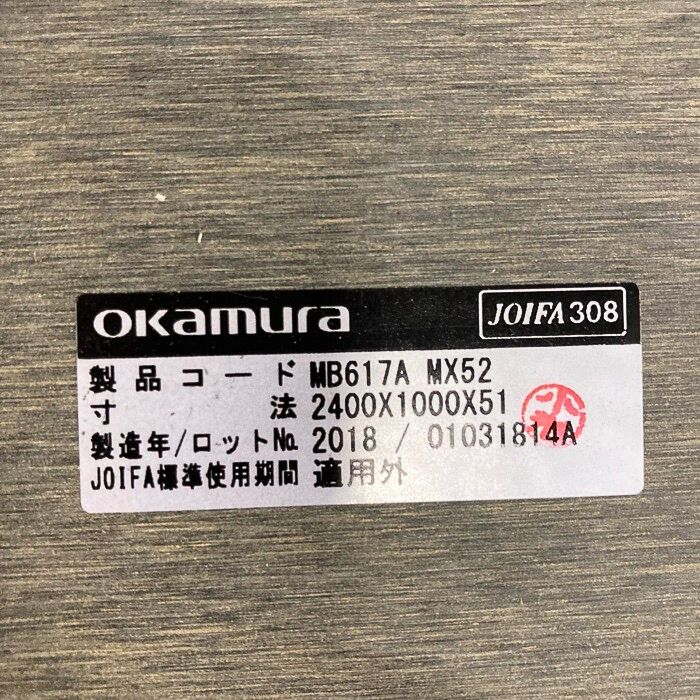 okamura JOIFA308
製品コード MB617A MX52
寸法 2400X1000X51
製造年/ロット№ 2018 / 01031814A
JOIFA標準使用期間 適用外